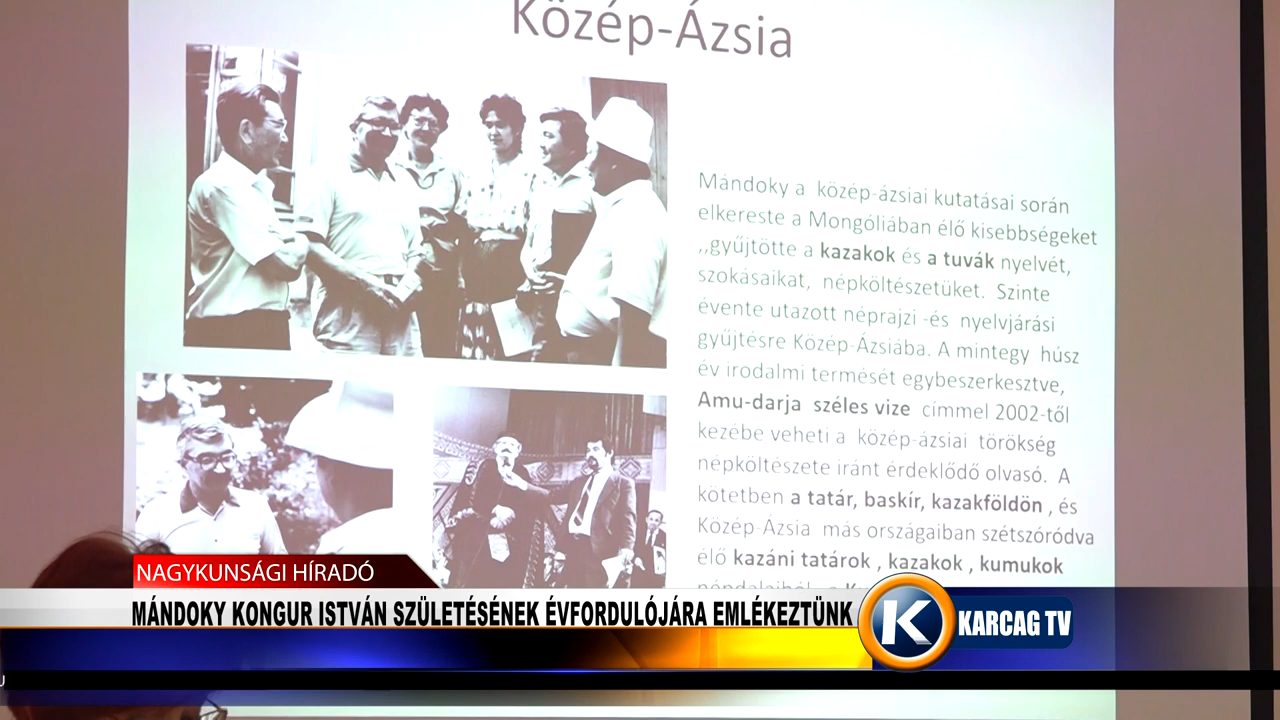 Közép-Ázsia
Mándoky a közép-ázsiai kutatásai során
elkereste a Mongóliában élő kisebbségeket
,,gyűjtötte a kazakok és a tuvák nyelvét,
szokásaikat, népköltészetüket. Szinte
évente utazott néprajzi -és nyelvjárási
gyűjtésre Közép-Ázsiába. A mintegy húsz
év irodalmi termését egybeszerkesztve,
Amu-darja széles vize címmel 2002-től
kezébe veheti a közép-ázsiai törökség
népköltészete iránt érdeklődő olvasó. A
kötetben a tatár, baskír, kazakföldön , és
Közép-Ázsia más országaiban szétszóródva
élő kazáni tatárok , kazakok , kumukok
NAGYKUNSÁGI HÍRADÓ
MÁNDOKY KONGUR ISTVÁN SZÜLETÉSÉNEK ÉVFORDULÓJÁRA EMLÉKEZTÜNK
K KARCAG TV